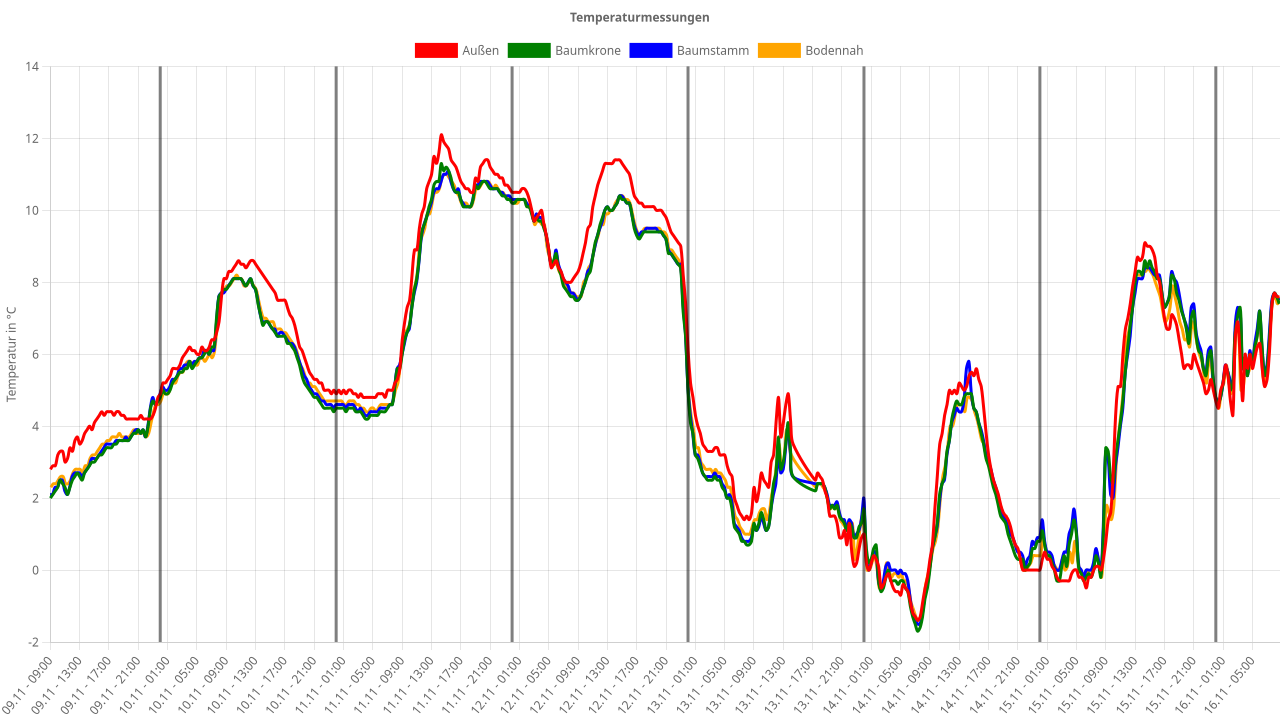 Temperaturmessungen
Außen Baumkrone Baumstamm Bodennah
14
12
10
8
6
4
2
0
-2
Temperatur in °C
09.11 - 09:00
09.11 - 13:00
09.11 - 17:00
09.11 - 21:00
10.11 - 01:00
10.11 - 05:00
10.11 - 09:00
10.11 - 13:00
10.11 - 17:00
10.11 - 21:00
11.11 - 01:00
11.11 - 05:00
11.11 - 09:00
11.11 - 13:00
11.11 - 17:00
11.11 - 21:00
12.11 - 01:00
12.11 - 05:00
12.11 - 09:00
12.11 - 13:00
12.11 - 17:00
12.11 - 21:00
13.11 - 01:00
13.11 - 05:00
13.11 - 09:00
13.11 - 13:00
13.11 - 17:00
13.11 - 21:00
14.11 - 01:00
14.11 - 05:00
14.11 - 09:00
14.11 - 13:00
14.11 - 17:00
14.11 - 21:00
15.11 - 01:00
15.11 - 05:00
15.11 - 09:00
15.11 - 13:00
15.11 - 17:00
15.11 - 21:00
16.11 - 01:00
16.11 - 05:00